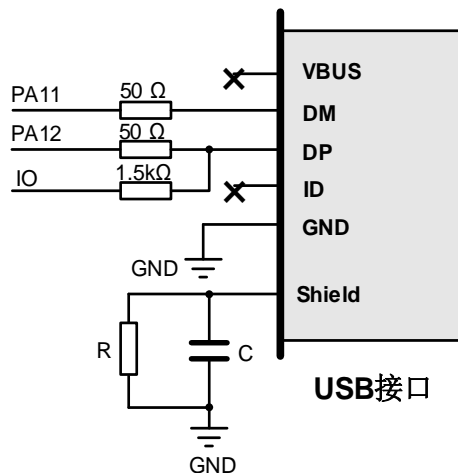 VBUS
50 Ω
PA11
DM
50 Ω
PA12
DP
1.5kΩ
IO
ID
GND
GND
Shield
R
C
USB接口
GND